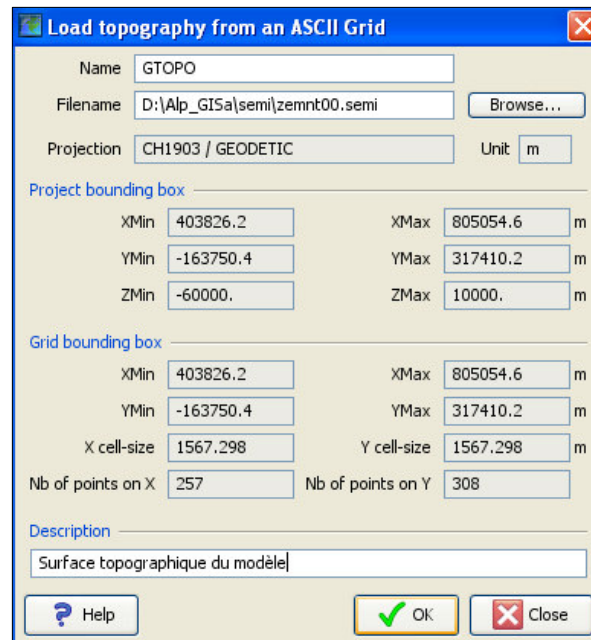 Load topography from an ASCII Grid
Name GTOPO
Filename D:\Alp_GISa\semi\zemnt00.semi Browse...
Projection CH1903 / GEODETIC Unit m
Project bounding box
XMin 403826.2 XMax 805054.6 m
YMin -163750.4 YMax 317410.2 m
ZMin -60000. ZMax 10000. m
Grid bounding box
XMin 403826.2 XMax 805054.6 m
YMin -163750.4 YMax 317410.2 m
X cell-size 1567.298 Y cell-size 1567.298 m
Nb of points on X 257 Nb of points on Y 308
Description
Surface topographique du modèle
Help OK Close